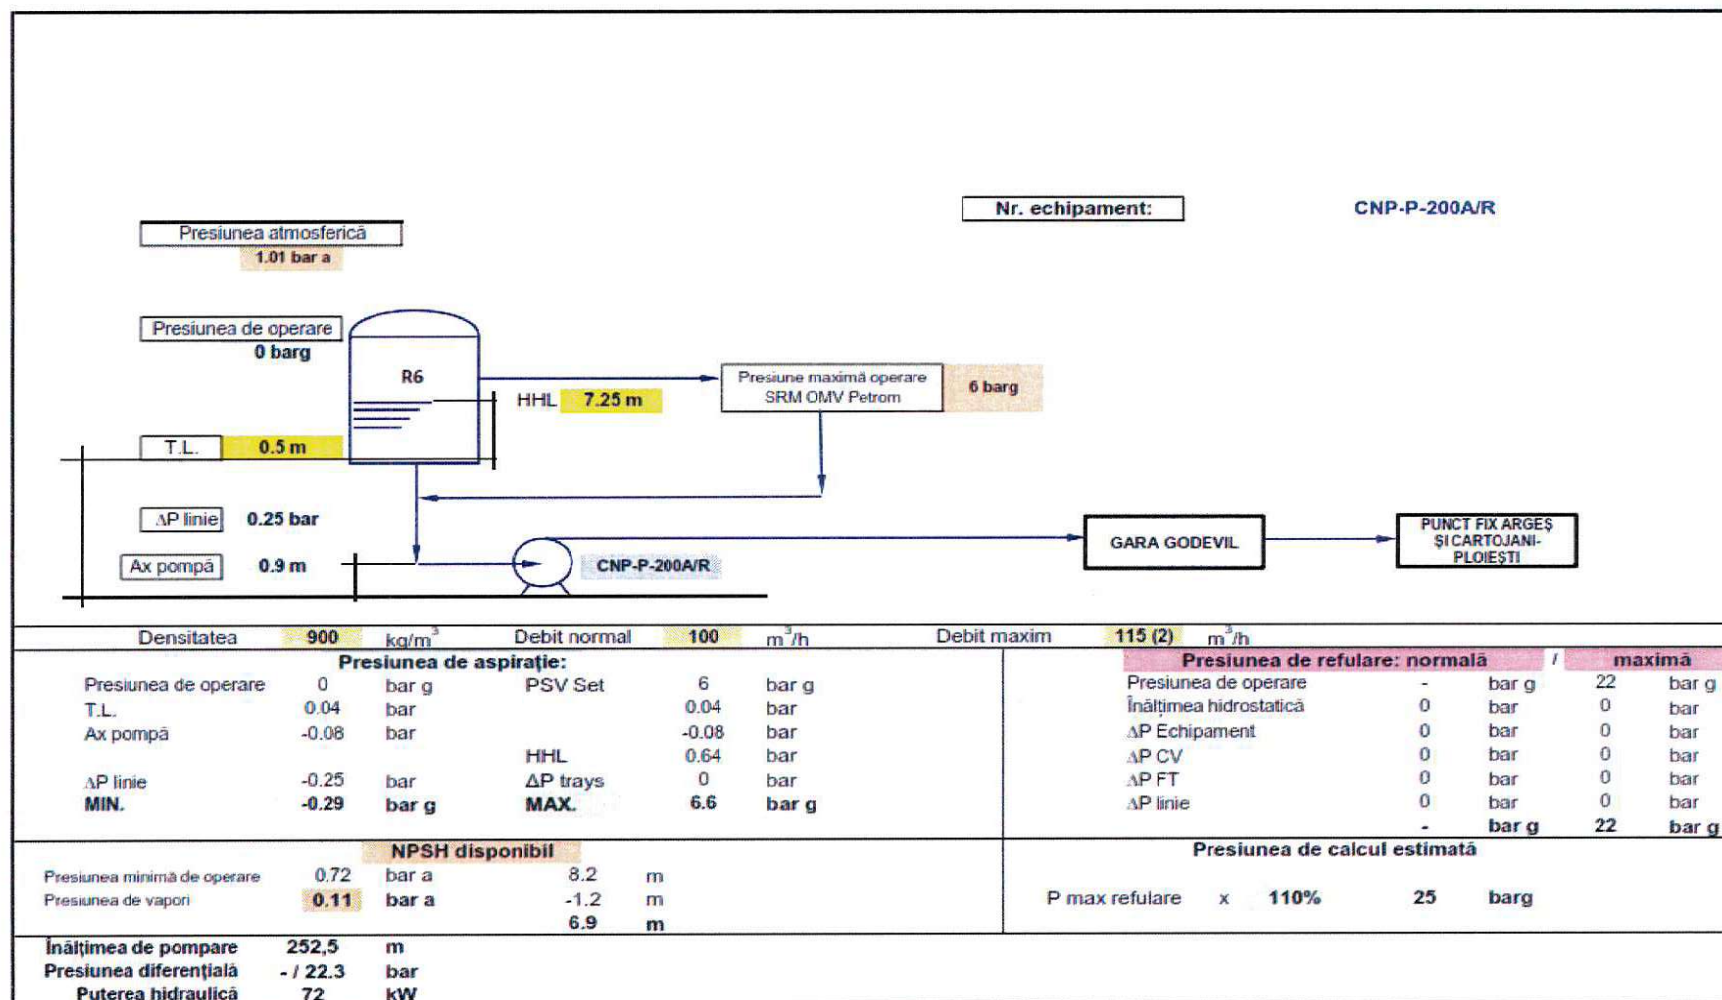 Nr. echipament: CNP-P-200A/R
Presiunea atmosferică
1.01 bar a
Presiunea de operare
0 barg
R6
HHL 7.25 m
Presiune maximă operare
SRM OMV Petrom
6 barg
T.L. 0.5 m
ΔP linie 0.25 bar
Ax pompă 0.9 m
CNP-P-200A/R
GARA GODEVIL
PUNCT FIX ARGEȘ
ȘI CARTOJANI-
PLOIEȘTI
Densitatea 900 kg/m³ Debit normal 100 m³/h Debit maxim 115 (2) m³/h
Presiunea de aspirație:
Presiunea de operare 0 bar g PSV Set 6 bar g
T.L. 0.04 bar 0.04 bar
Ax pompă -0.08 bar -0.08 bar
HHL 0.64 bar
ΔP linie -0.25 bar ΔP trays 0 bar
MIN. -0.29 bar g MAX. 6.6 bar g
Presiunea de refulare: normală / maximă
Presiunea de operare - bar g 22 bar g
Înălțimea hidrostatică 0 bar 0 bar
ΔP Echipament 0 bar 0 bar
ΔP CV 0 bar 0 bar
ΔP FT 0 bar 0 bar
ΔP linie 0 bar 0 bar
- bar g 22 bar g
NPSH disponibil
Presiunea minimă de operare 0.72 bar a 8.2 m
Presiunea de vapori 0.11 bar a -1.2 m
6.9 m
Presiunea de calcul estimată
P max refulare x 110% 25 barg
Înălțimea de pompare 252,5 m
Presiunea diferențială - / 22.3 bar
Puterea hidraulică 72 kW